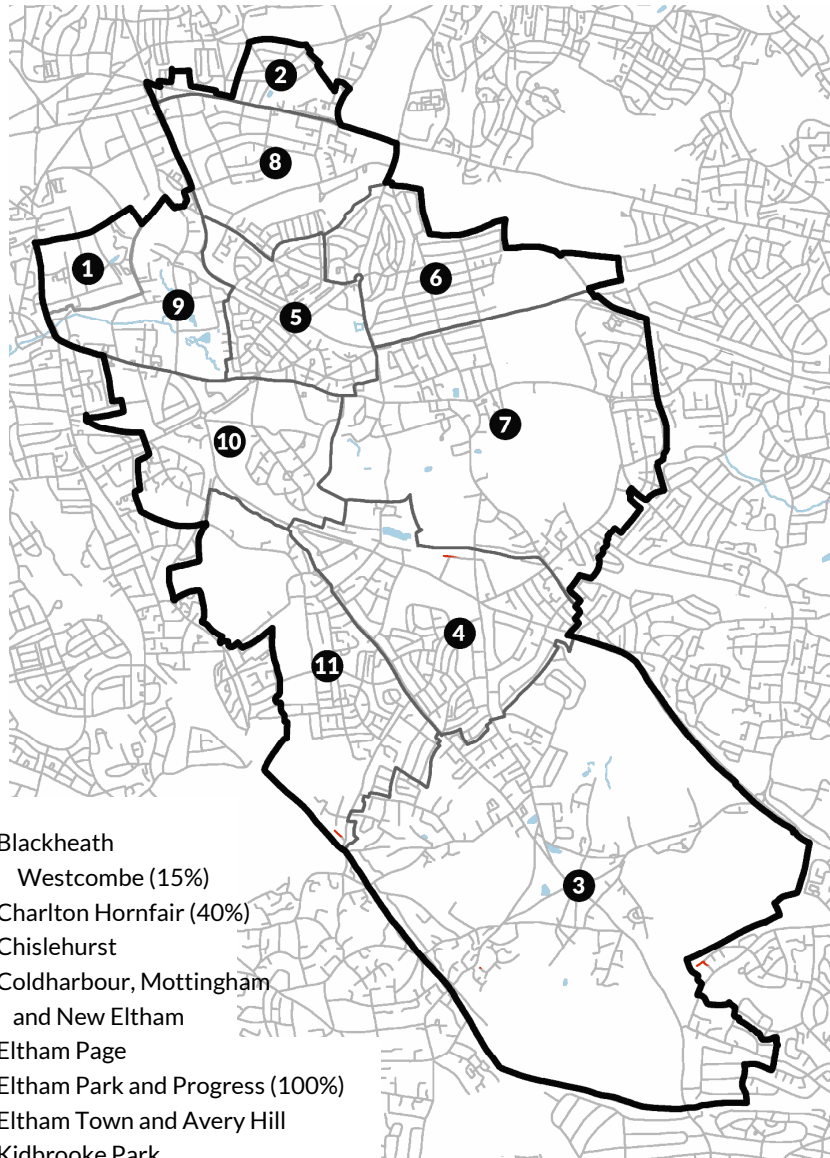 2
8
1
6
9
5
7
10
4
11
3
Blackheath
Westcombe (15%)
Charlton Hornfair (40%)
Chislehurst
Coldharbour, Mottingham
and New Eltham
Eltham Page
Eltham Park and Progress (100%)
Eltham Town and Avery Hill
Kidbrooke Park